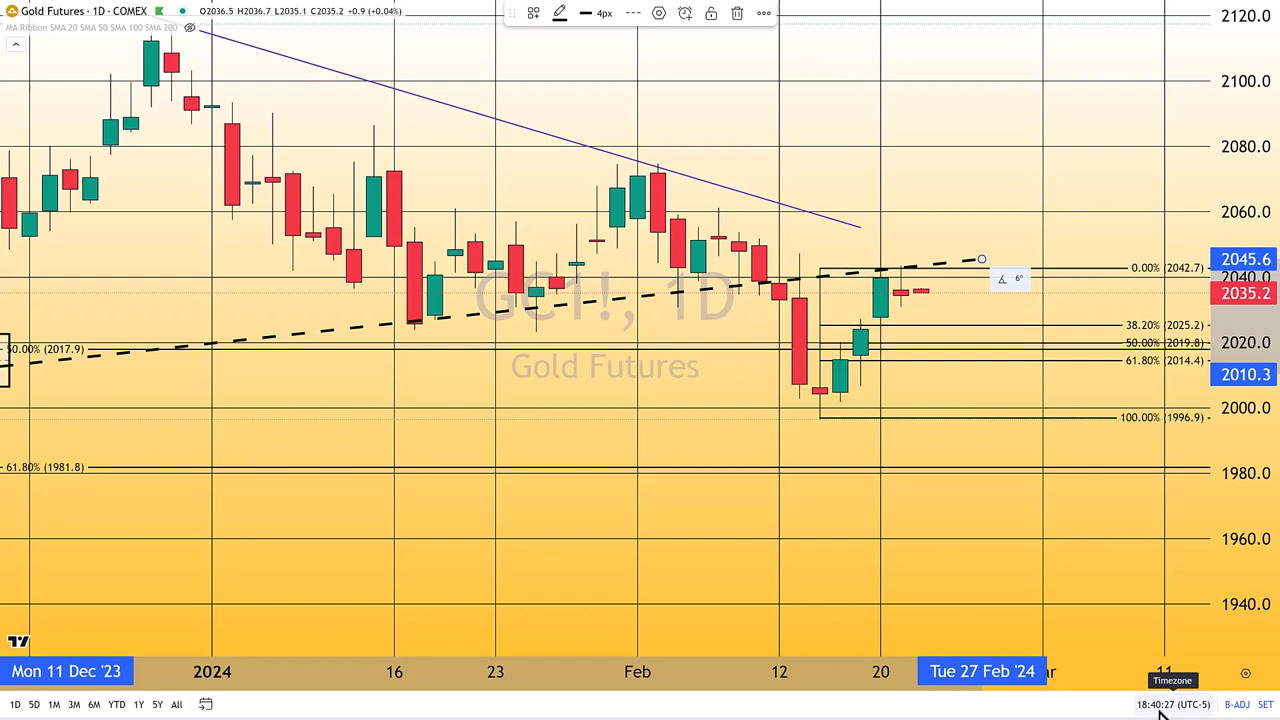 Gold Futures · 1D · COMEX O2036.5 H2036.7 L2035.1 C2035.2 +0.9 (+0.04%)
MA Ribbon SMA 20 SMA 50 SMA 100 SMA 200
4px
2120.0
2100.0
2080.0
2060.0
2045.6
0.00% (2042.7)
2040.0
6°
2035.2
GC1!, 1D
Gold Futures
38.20% (2025.2)
50.00% (2019.8)
2020.0
50.00% (2017.9)
61.80% (2014.4)
2010.3
2000.0
100.00% (1996.9)
61.80% (1981.8)
1980.0
1960.0
1940.0
Mon 11 Dec '23 2024 16 23 Feb 12 20 Tue 27 Feb '24 ar 11
Timezone
1D 5D 1M 3M 6M YTD 1Y 5Y All 18:40:27 (UTC-5) B-ADJ SET